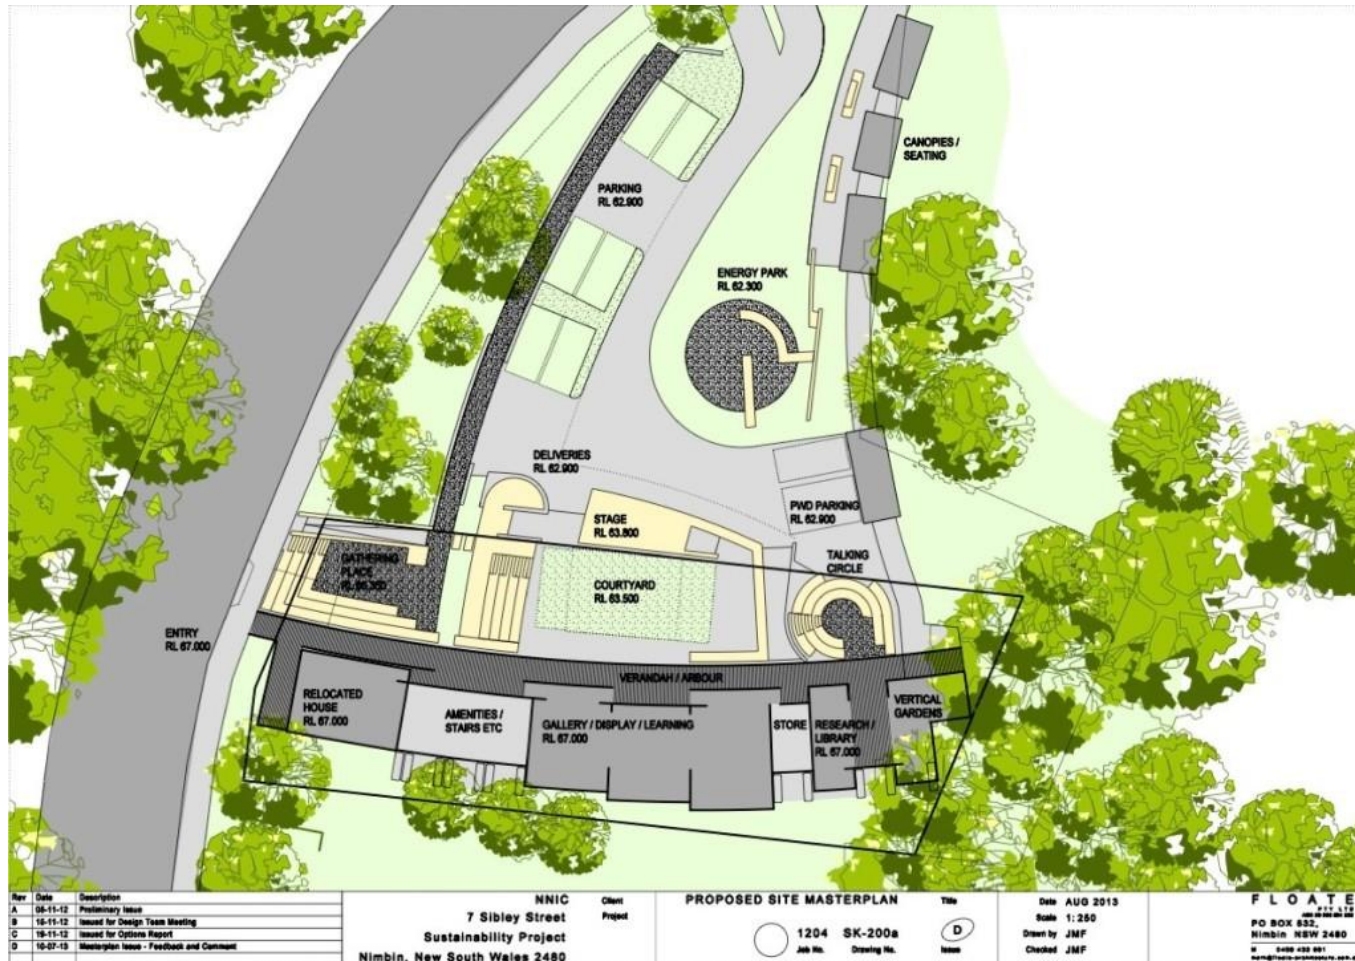 CANOPIES /
SEATING
PARKING
RL 62.900
ENERGY PARK
RL 62.300
DELIVERIES
RL 62.900
PWD PARKING
RL 62.900
STAGE
RL 63.800
TALKING
CIRCLE
GATHERING
PLACE
COURTYARD
RL 63.500
ENTRY
RL 67.000
VERANDAH / ARBOUR
RELOCATED
HOUSE
RL 67.000
AMENITIES /
STAIRS ETC
GALLERY / DISPLAY / LEARNING
RL 67.000
STORE
RESEARCH /
LIBRARY
RL 67.000
VERTICAL
GARDENS
Rev Date Description
A 05-11-12 Preliminary Issue
B 15-11-12 Issued for Design Team Meeting
C 19-11-12 Issued for Options Report
D 10-07-13 Masterplan Issue - Feedback and Comment
NNIC Client
7 Sibley Street Project
Sustainability Project
Nimbin, New South Wales 2480
PROPOSED SITE MASTERPLAN Title
1204 SK-200a D
Job No. Drawing No. Issue
Date AUG 2013
Scale 1:250
Drawn by JMF
Checked JMF
FLOATE
PTY LTD
PO BOX 532,
Nimbin NSW 2480
M